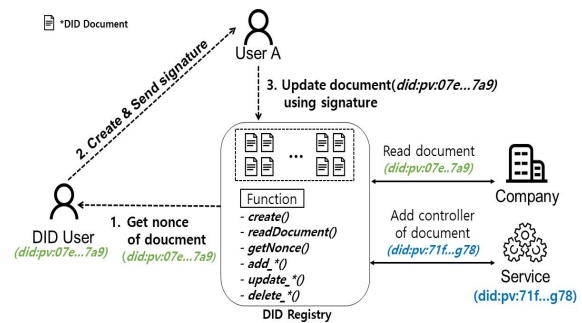 *DID Document
User A
2. Create & Send signature
3. Update document(did:pv:07e...7a9)
using signature
...
Read document
(did:pv:07e..7a9)
Company
Function
- create()
- readDocument()
- getNonce()
- add_*()
- update_*()
- delete_*()
1. Get nonce
of doucment
(did:pv:07e...7a9)
DID User
(did:pv:07e...7a9)
Add controller
of document
(did:pv:71f...g78)
Service
(did:pv:71f...g78)
DID Registry